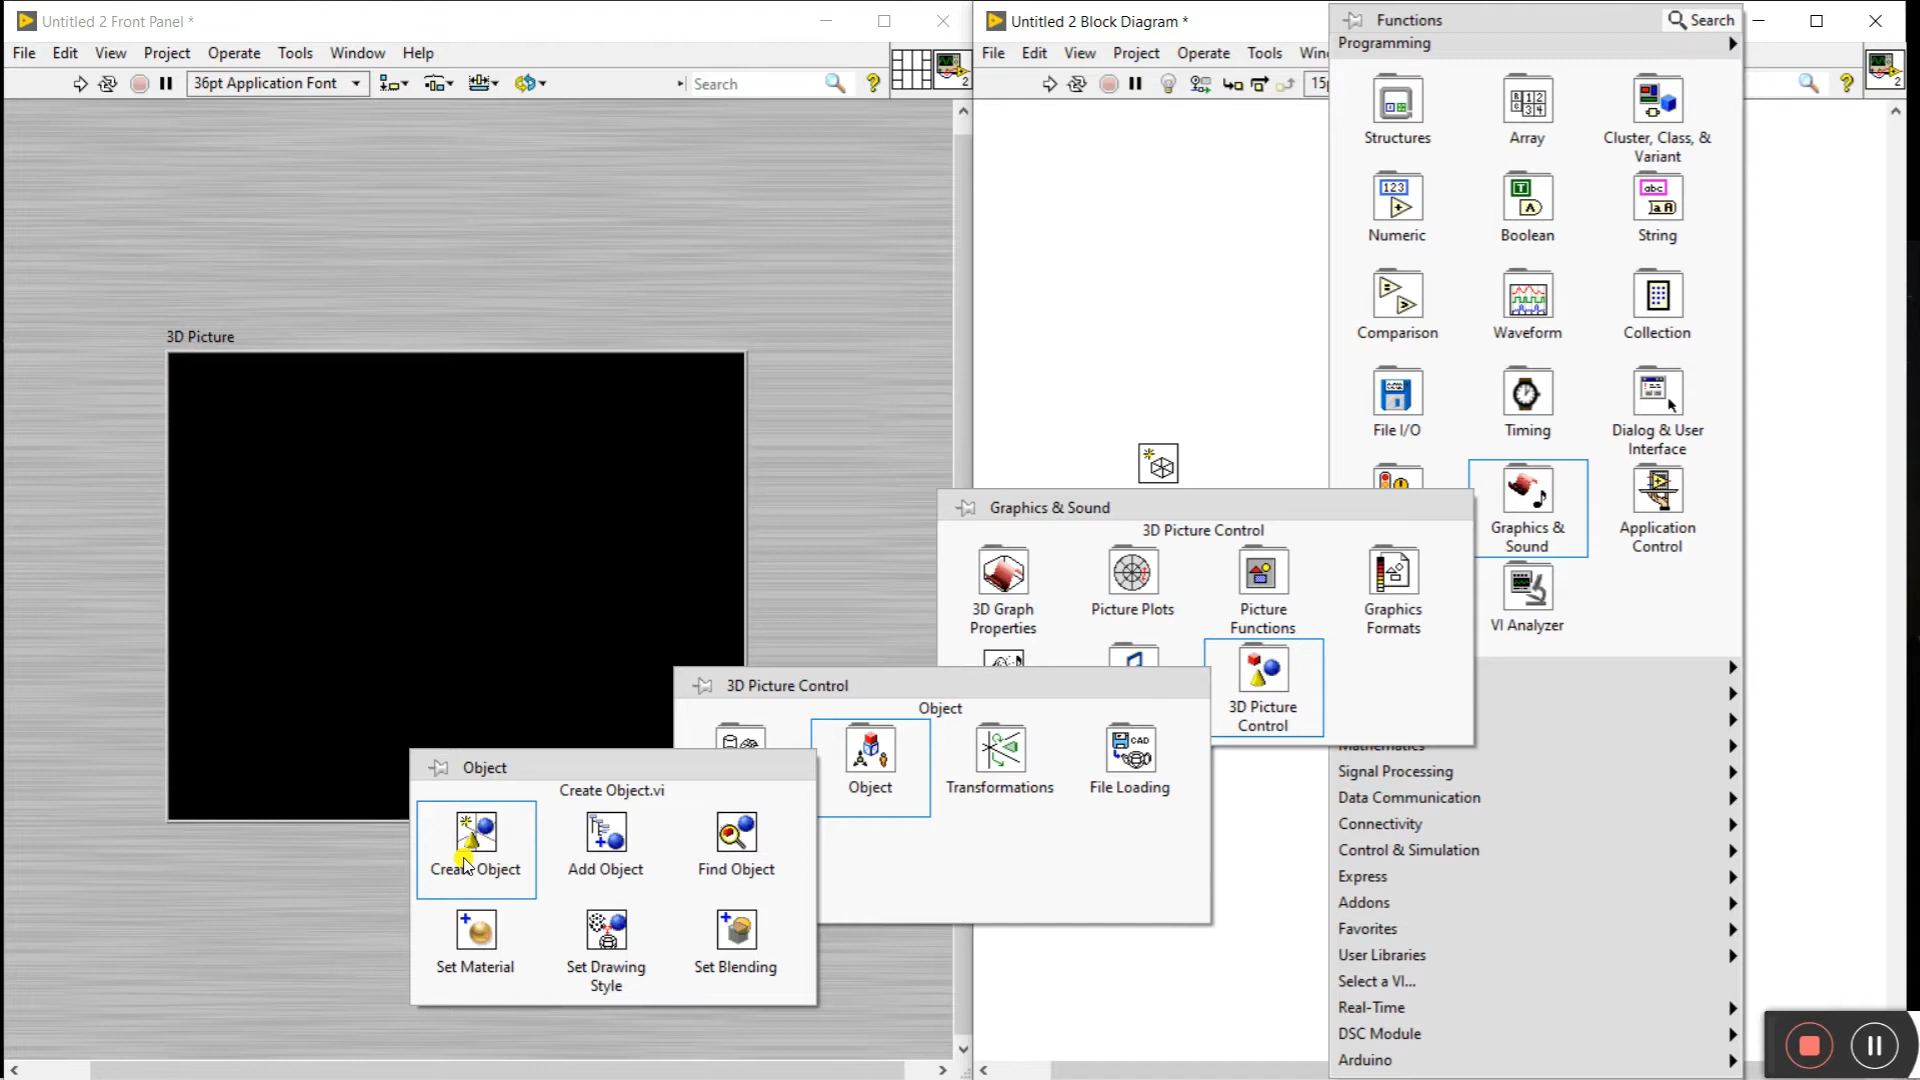 Untitled 2 Front Panel *
File Edit View Project Operate Tools Window Help
36pt Application Font
Search
2
3D Picture
Untitled 2 Block Diagram *
File Edit View Project Operate Tools
2
Functions
Search
Programming
Structures
Array
Cluster, Class, &
Variant
Numeric
Boolean
String
Comparison
Waveform
Collection
File I/O
Timing
Dialog & User
Interface
Graphics &
Sound
Application
Control
VI Analyzer
Mathematics
Signal Processing
Data Communication
Connectivity
Control & Simulation
Express
Addons
Favorites
User Libraries
Select a VI...
Real-Time
DSC Module
Arduino
Graphics & Sound
3D Picture Control
3D Graph
Properties
Picture Plots
Picture
Functions
Graphics
Formats
3D Picture
Control
3D Picture Control
Object
Object
Transformations
CAD
File Loading
Object
Create Object.vi
Create Object
Add Object
Find Object
Set Material
Set Drawing
Style
Set Blending